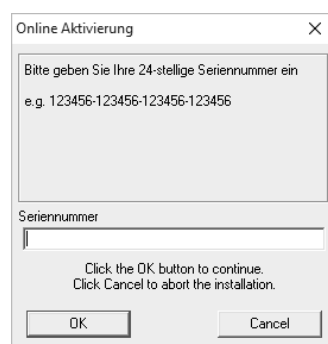 Online Aktivierung
Bitte geben Sie Ihre 24-stellige Seriennummer ein
e.g. 123456-123456-123456-123456
Seriennummer
Click the OK button to continue.
Click Cancel to abort the installation.
OK Cancel